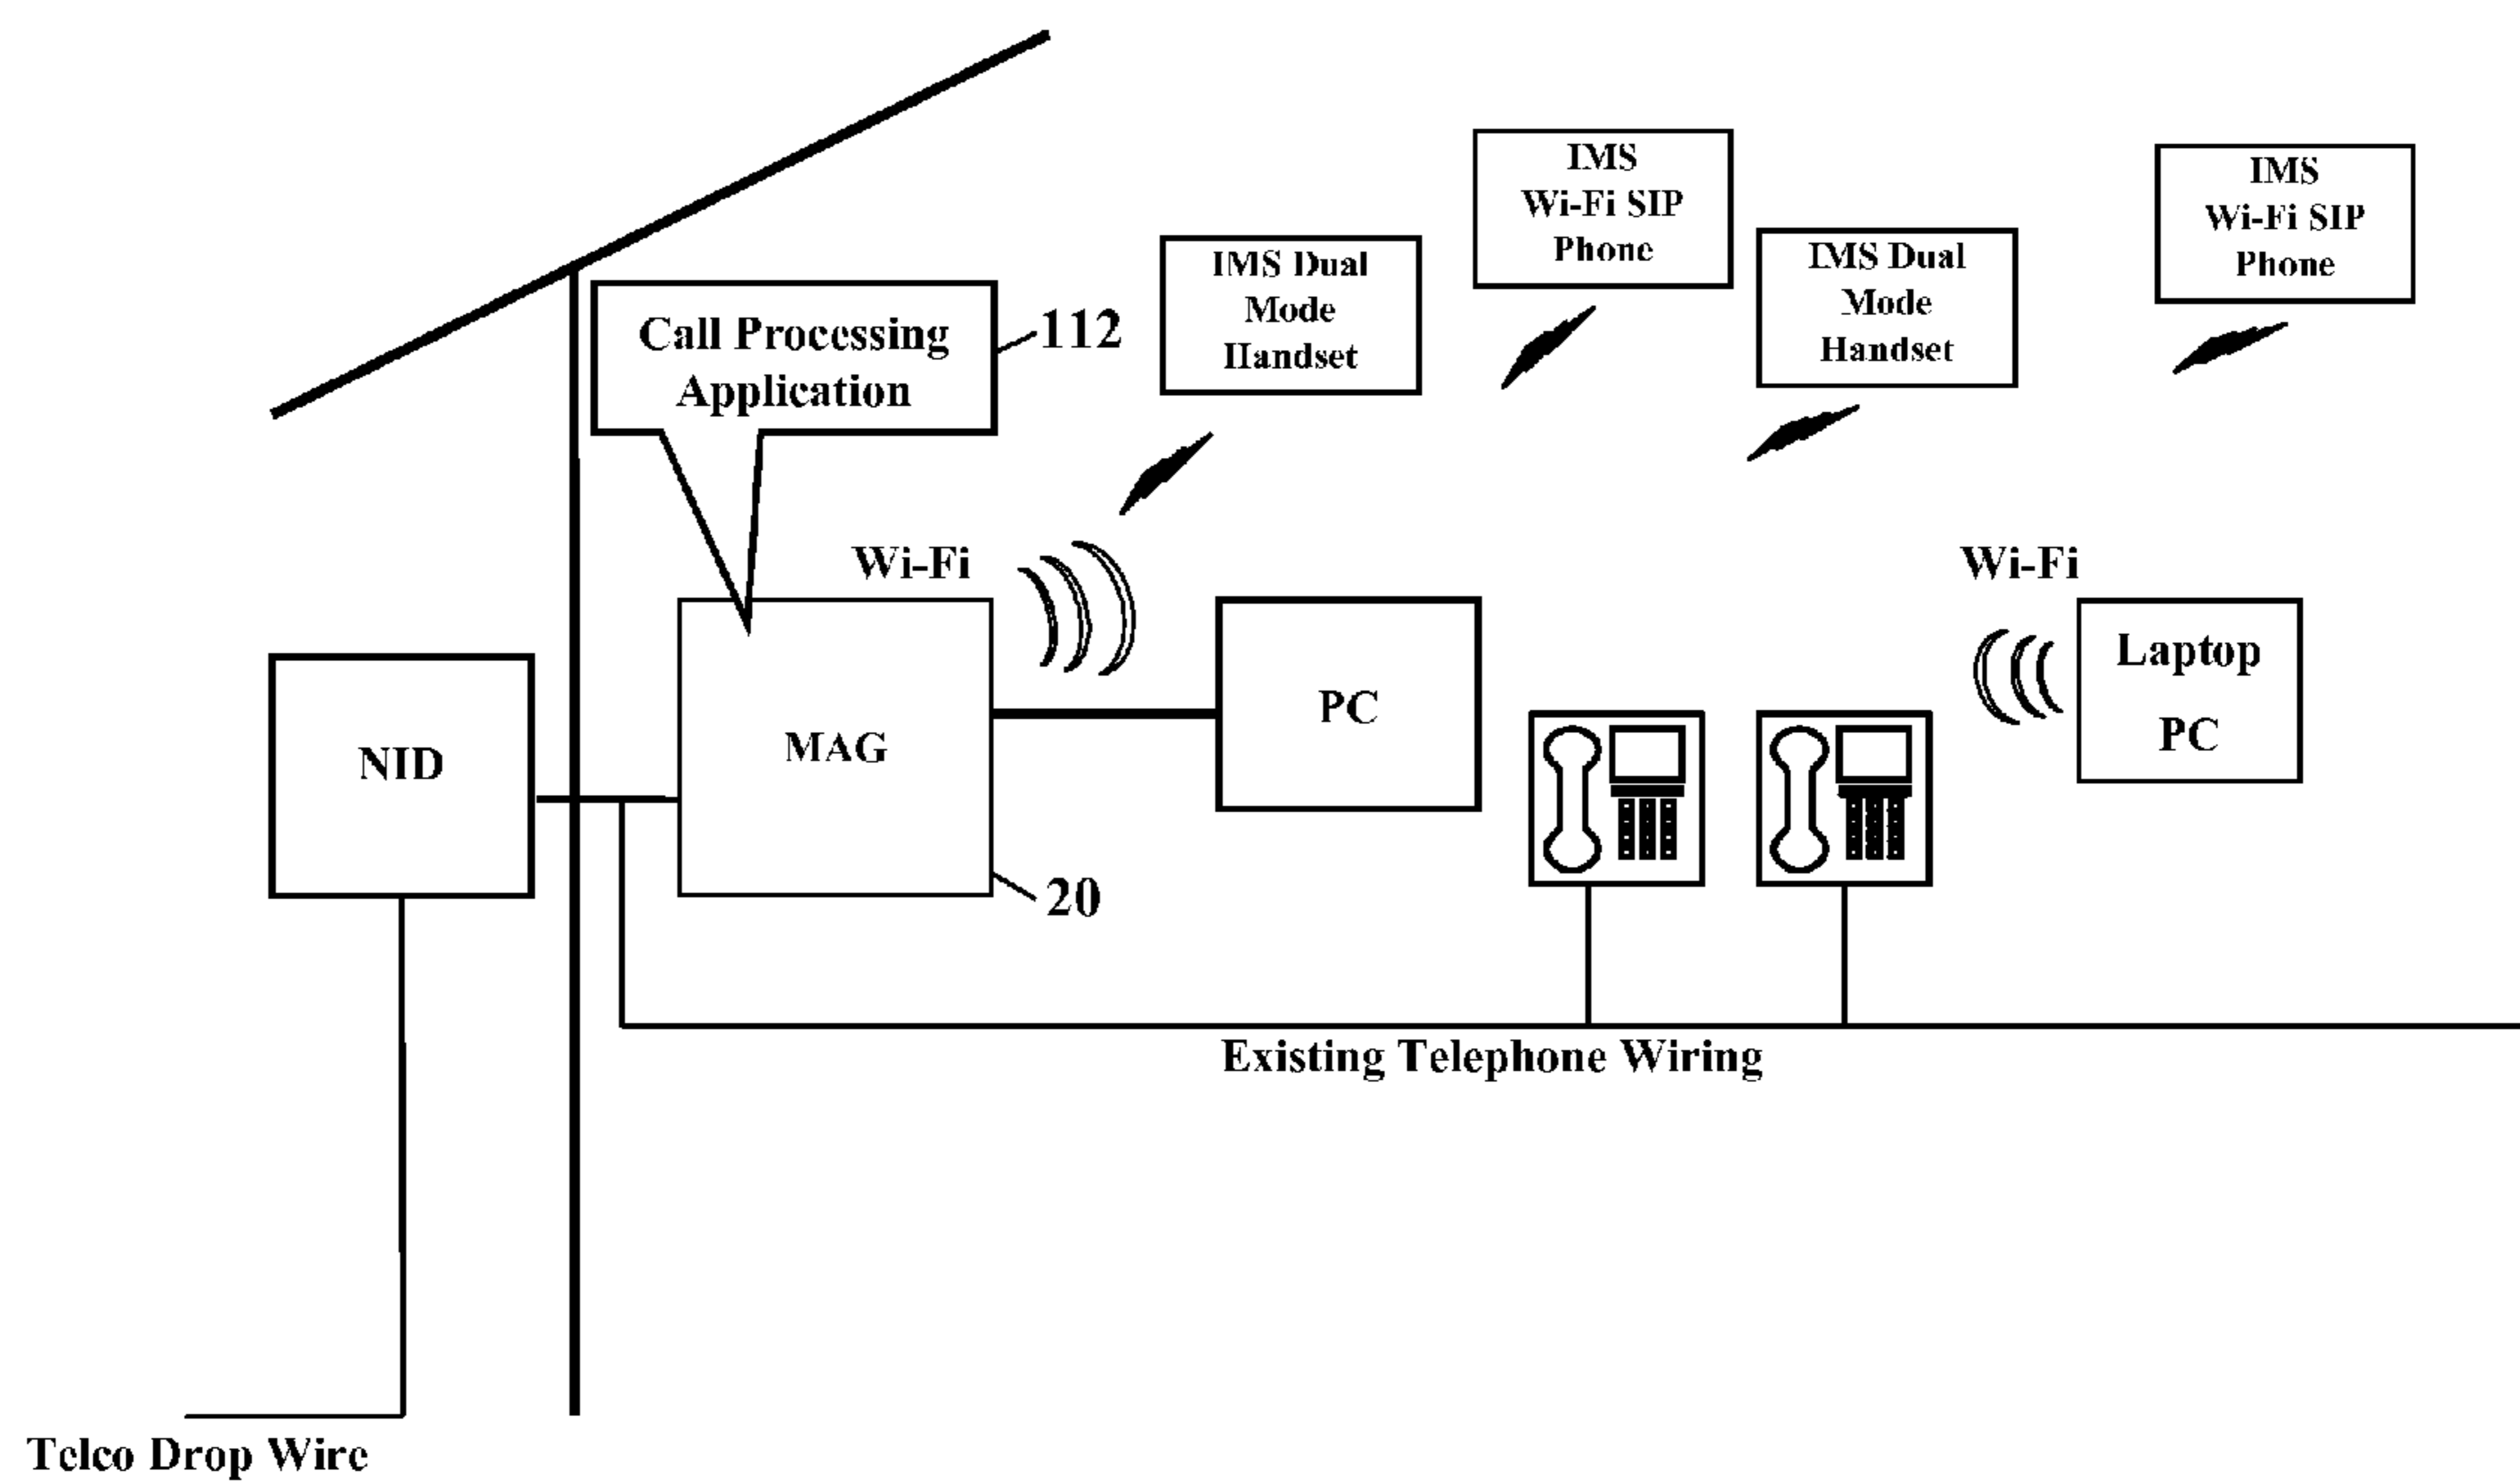 IMS
Wi-Fi SIP
Phone
IMS
Wi-Fi SIP
Phone
IMS Dual
Mode
Handset
IMS Dual
Mode
Handset
Call Processing
Application
112
Wi-Fi
Wi-Fi
Laptop
PC
PC
MAG
NID
20
Existing Telephone Wiring
Telco Drop Wire